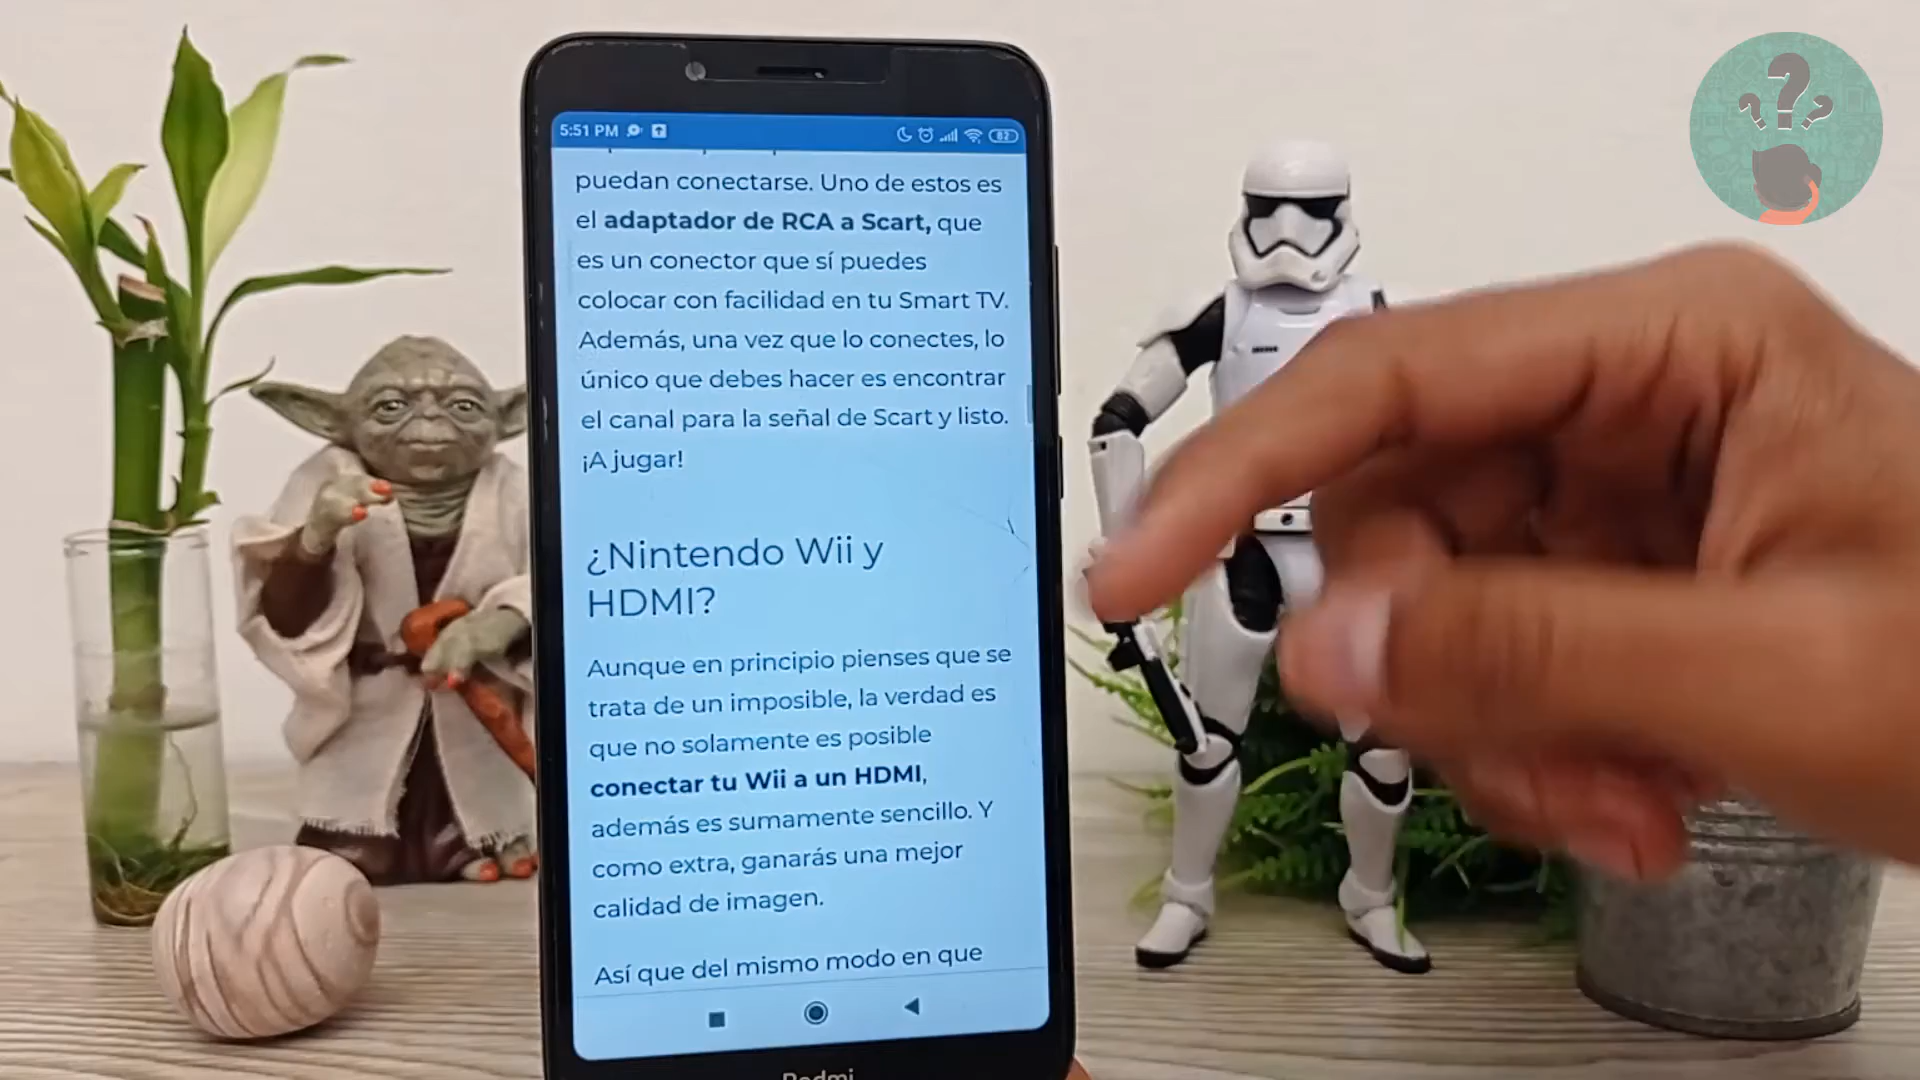 5:51 PM
82
puedan conectarse. Uno de estos es
el adaptador de RCA a Scart, que
es un conector que sí puedes
colocar con facilidad en tu Smart TV.
Además, una vez que lo conectes, lo
único que debes hacer es encontrar
el canal para la señal de Scart y listo.
¡A jugar!
¿Nintendo Wii y
HDMI?
Aunque en principio pienses que se
trata de un imposible, la verdad es
que no solamente es posible
conectar tu Wii a un HDMI,
además es sumamente sencillo. Y
como extra, ganarás una mejor
calidad de imagen.
Así que del mismo modo en que
Redmi
???